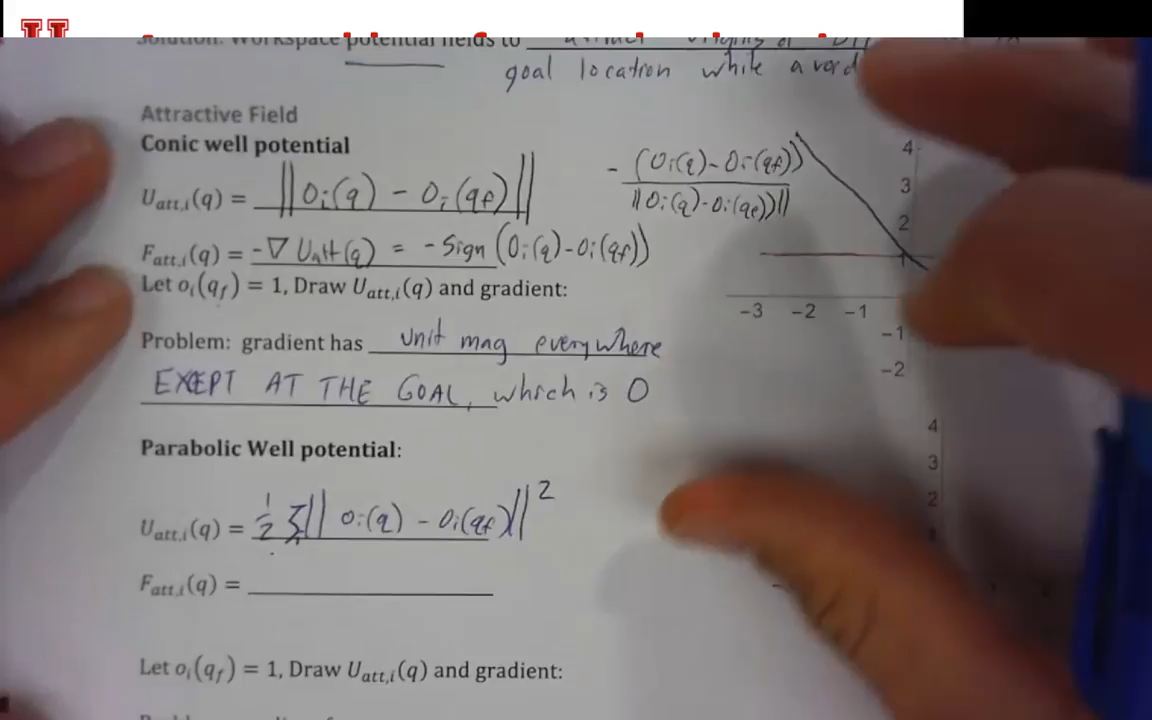 Solution: Workspace potential fields to
goal location while avoid
Attractive Field
Conic well potential
U_att,i(q) = ||O_i(q) - O_i(q_f)||
- (O_i(q) - O_i(q_f)) / ||O_i(q) - O_i(q_f)||
F_att,i(q) = -∇ U_att(q) = -Sign (O_i(q) - O_i(q_f))
Let o_i(q_f) = 1, Draw U_att,i(q) and gradient:
4
3
2
-3 -2 -1
-1
-2
Problem: gradient has unit mag everywhere
EXCEPT AT THE GOAL, which is 0
Parabolic Well potential:
U_att,i(q) = 1/2 ζ_i || O_i(q) - O_i(q_f) ||^2
F_att,i(q) =
4
3
2
Let o_i(q_f) = 1, Draw U_att,i(q) and gradient: